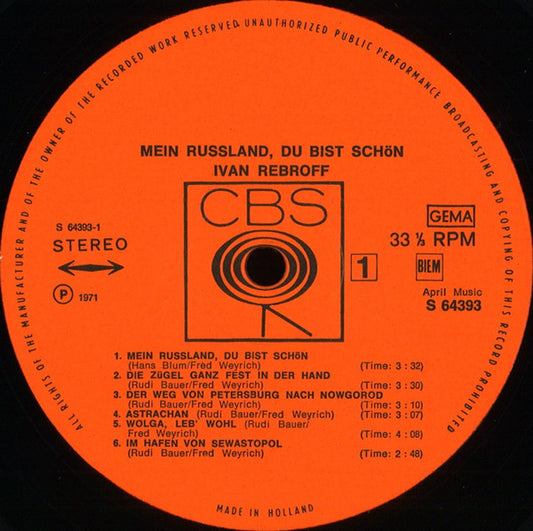 ALL RIGHTS OF THE MANUFACTURER AND OF THE OWNER OF THE RECORDED WORK RESERVED UNAUTHORIZED PUBLIC PERFORMANCE BROADCASTING AND COPYING OF THIS RECORD PROHIBITED
MEIN RUSSLAND, DU BIST SCHöN
IVAN REBROFF
CBS
S 64393-1
STEREO
P 1971
1
GEMA
33 ⅓ RPM
BIEM
April Music
S 64393
1. MEIN RUSSLAND, DU BIST SCHöN
(Hans Blum/Fred Weyrich) (Time: 3 : 32)
2. DIE ZüGEL GANZ FEST IN DER HAND
(Rudi Bauer/Fred Weyrich) (Time: 3 : 30)
3. DER WEG VON PETERSBURG NACH NOWGOROD
(Rudi Bauer/Fred Weyrich) (Time: 3 : 10)
4. ASTRACHAN (Rudi Bauer/Fred Weyrich) (Time: 3 : 07)
5. WOLGA, LEB' WOHL (Rudi Bauer/
Fred Weyrich) (Time: 4 : 08)
6. IM HAFEN VON SEWASTOPOL
(Rudi Bauer/Fred Weyrich) (Time: 2 : 48)
MADE IN HOLLAND